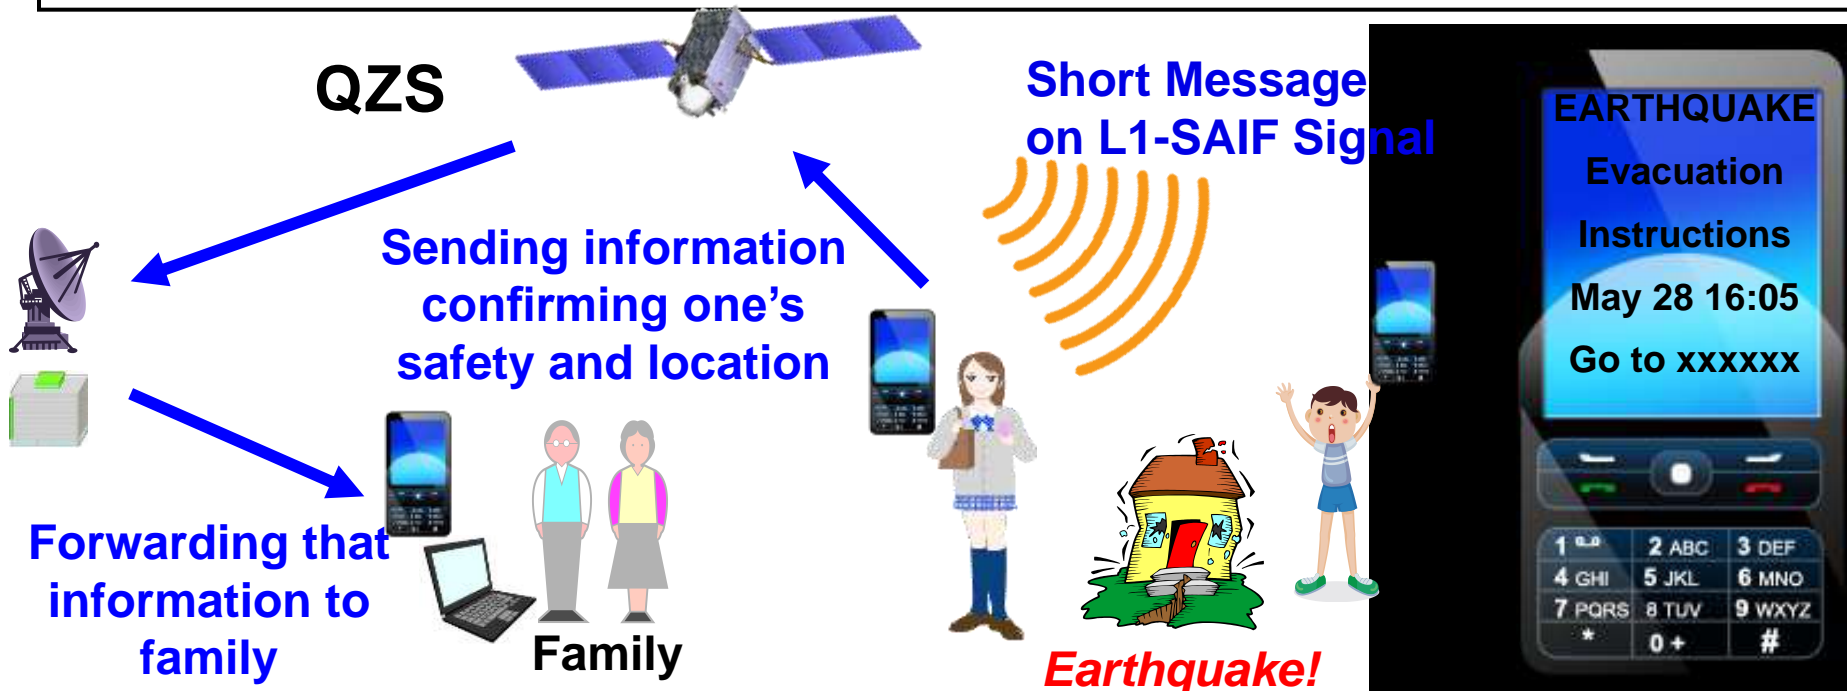 QZS
Short Message
on L1-SAIF Signal
Sending information
confirming one’s
safety and location
Forwarding that
information to
family
Family
Earthquake!
EARTHQUAKE
Evacuation
Instructions
May 28 16:05
Go to xxxxxx
1 2 ABC 3 DEF
4 GHI 5 JKL 6 MNO
7 PQRS 8 TUV 9 WXYZ
* 0 + #